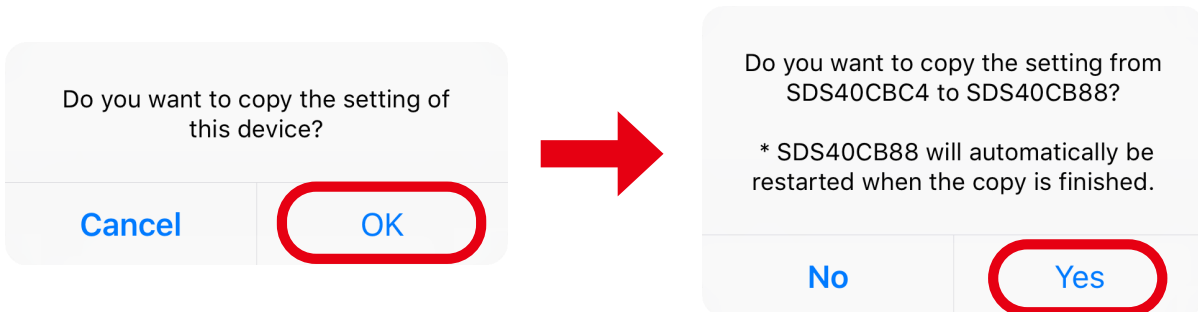 Do you want to copy the setting of
this device?
Cancel
OK
Do you want to copy the setting from
SDS40CBC4 to SDS40CB88?
* SDS40CB88 will automatically be
restarted when the copy is finished.
No
Yes